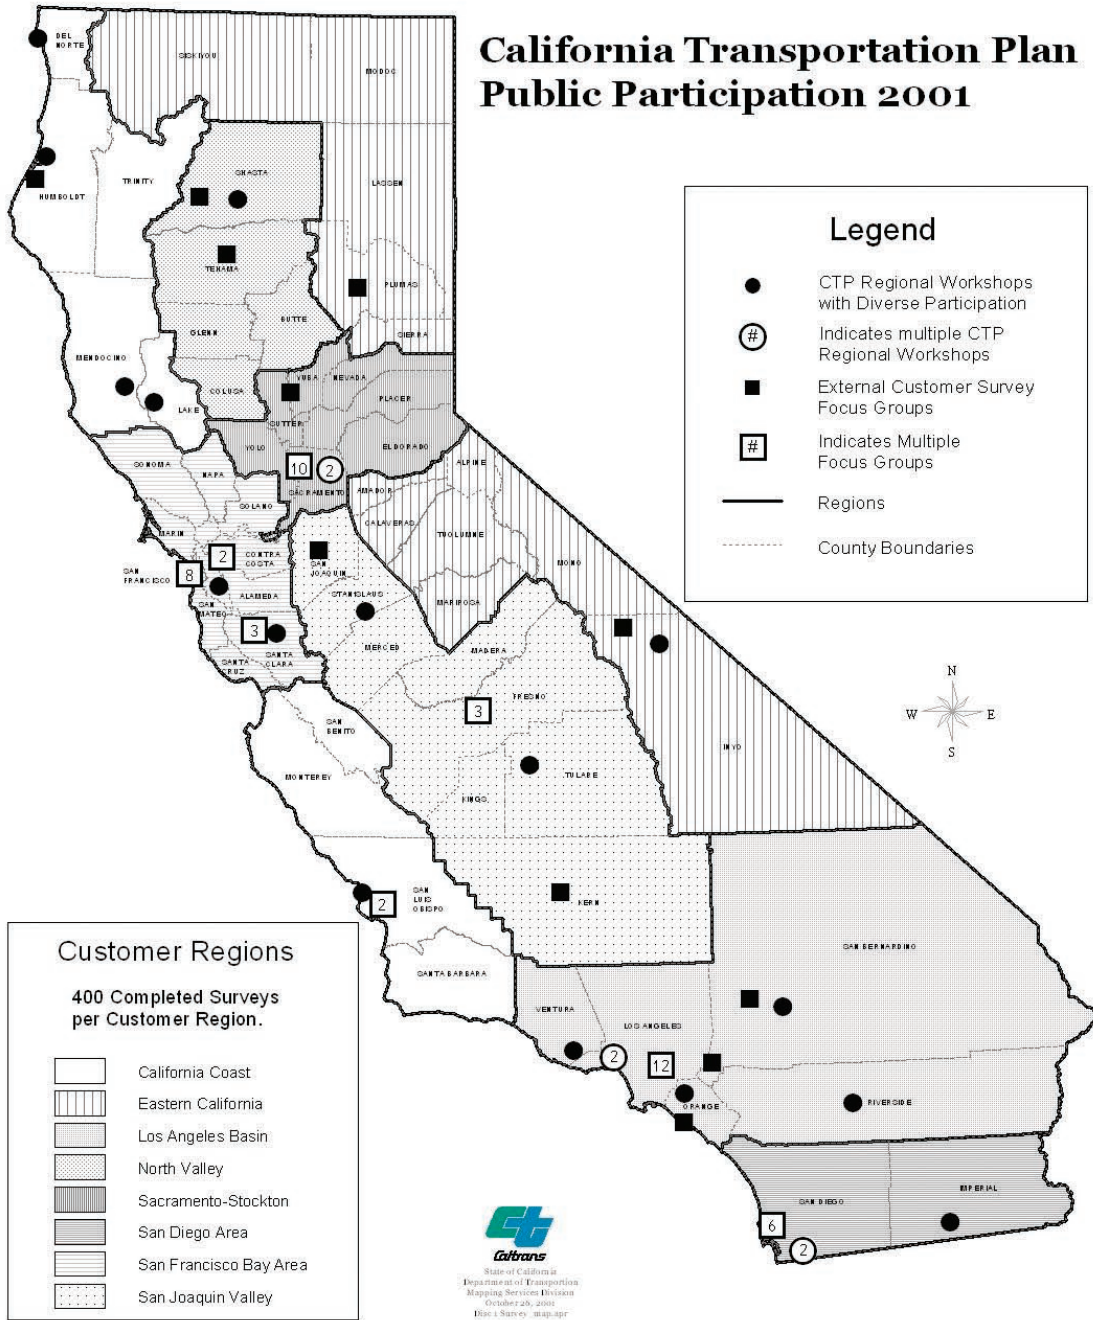 California Transportation Plan
Public Participation 2001
DEL
NORTE
SISKIYOU
MODOC
HUMBOLDT
TRINITY
SHASTA
LASSEN
TEHAMA
PLUMAS
GLENN
BUTTE
SIERRA
MENDOCINO
LAKE
COLUSA
YUBA
NEVADA
PLACER
SUTTER
YOLO
ELDORADO
10
2
SACRAMENTO
SONOMA
NAPA
SOLANO
MARIN
ALPINE
AMADOR
CALAVERAS
TUOLUMNE
MONO
MARIPOSA
SAN
FRANCISCO
8
2
CONTRA
COSTA
ALAMEDA
SAN
MATEO
3
SANTA
CLARA
SANTA
CRUZ
SAN
JOAQUIN
STANISLAUS
MERCED
MADERA
FRESNO
3
SAN
BENITO
MONTEREY
KINGS
TULARE
INYO
KERN
2
SAN
LUIS
OBISPO
SANTA BARBARA
VENTURA
LOS ANGELES
2
12
ORANGE
SAN BERNARDINO
RIVERSIDE
SAN DIEGO
IMPERIAL
6
2
Legend
CTP Regional Workshops
with Diverse Participation
# Indicates multiple CTP
Regional Workshops
External Customer Survey
Focus Groups
# Indicates Multiple
Focus Groups
Regions
County Boundaries
N
W E
S
Customer Regions
400 Completed Surveys
per Customer Region.
California Coast
Eastern California
Los Angeles Basin
North Valley
Sacramento-Stockton
San Diego Area
San Francisco Bay Area
San Joaquin Valley
ct
Caltrans
State of California
Department of Transportion
Mapping Services Division
October 26, 2001
Disc 1 Survey_map.apr